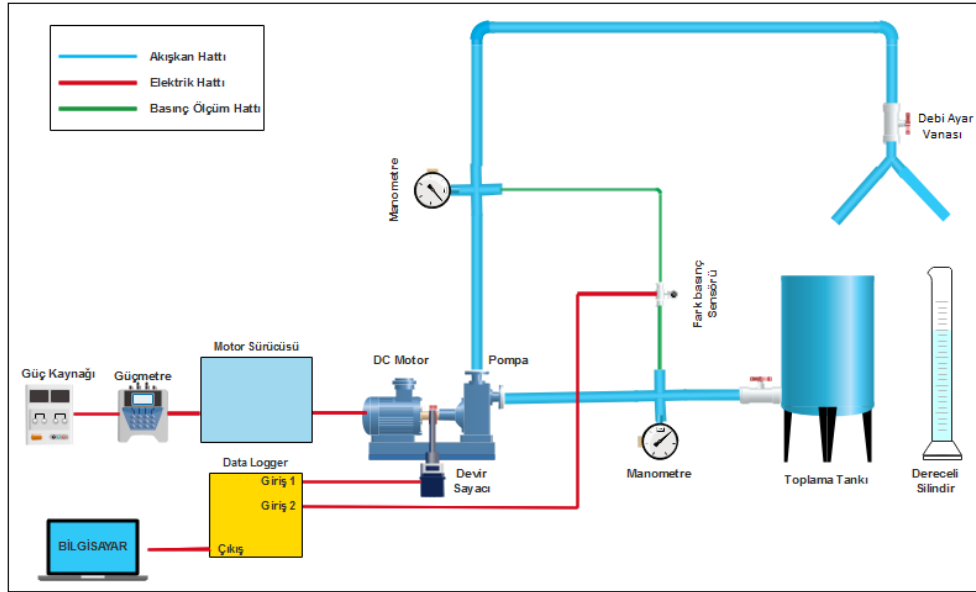 Akışkan Hattı
Elektrik Hattı
Basınç Ölçüm Hattı
Debi Ayar
Vanası
Manometre
Fark basınç
Sensörü
Motor Sürücüsü
DC Motor
Pompa
Güç Kaynağı
Güçmetre
Data Logger
Giriş 1
Giriş 2
Çıkış
Devir
Sayacı
Manometre
Toplama Tankı
Dereceli
Silindir
BİLGİSAYAR